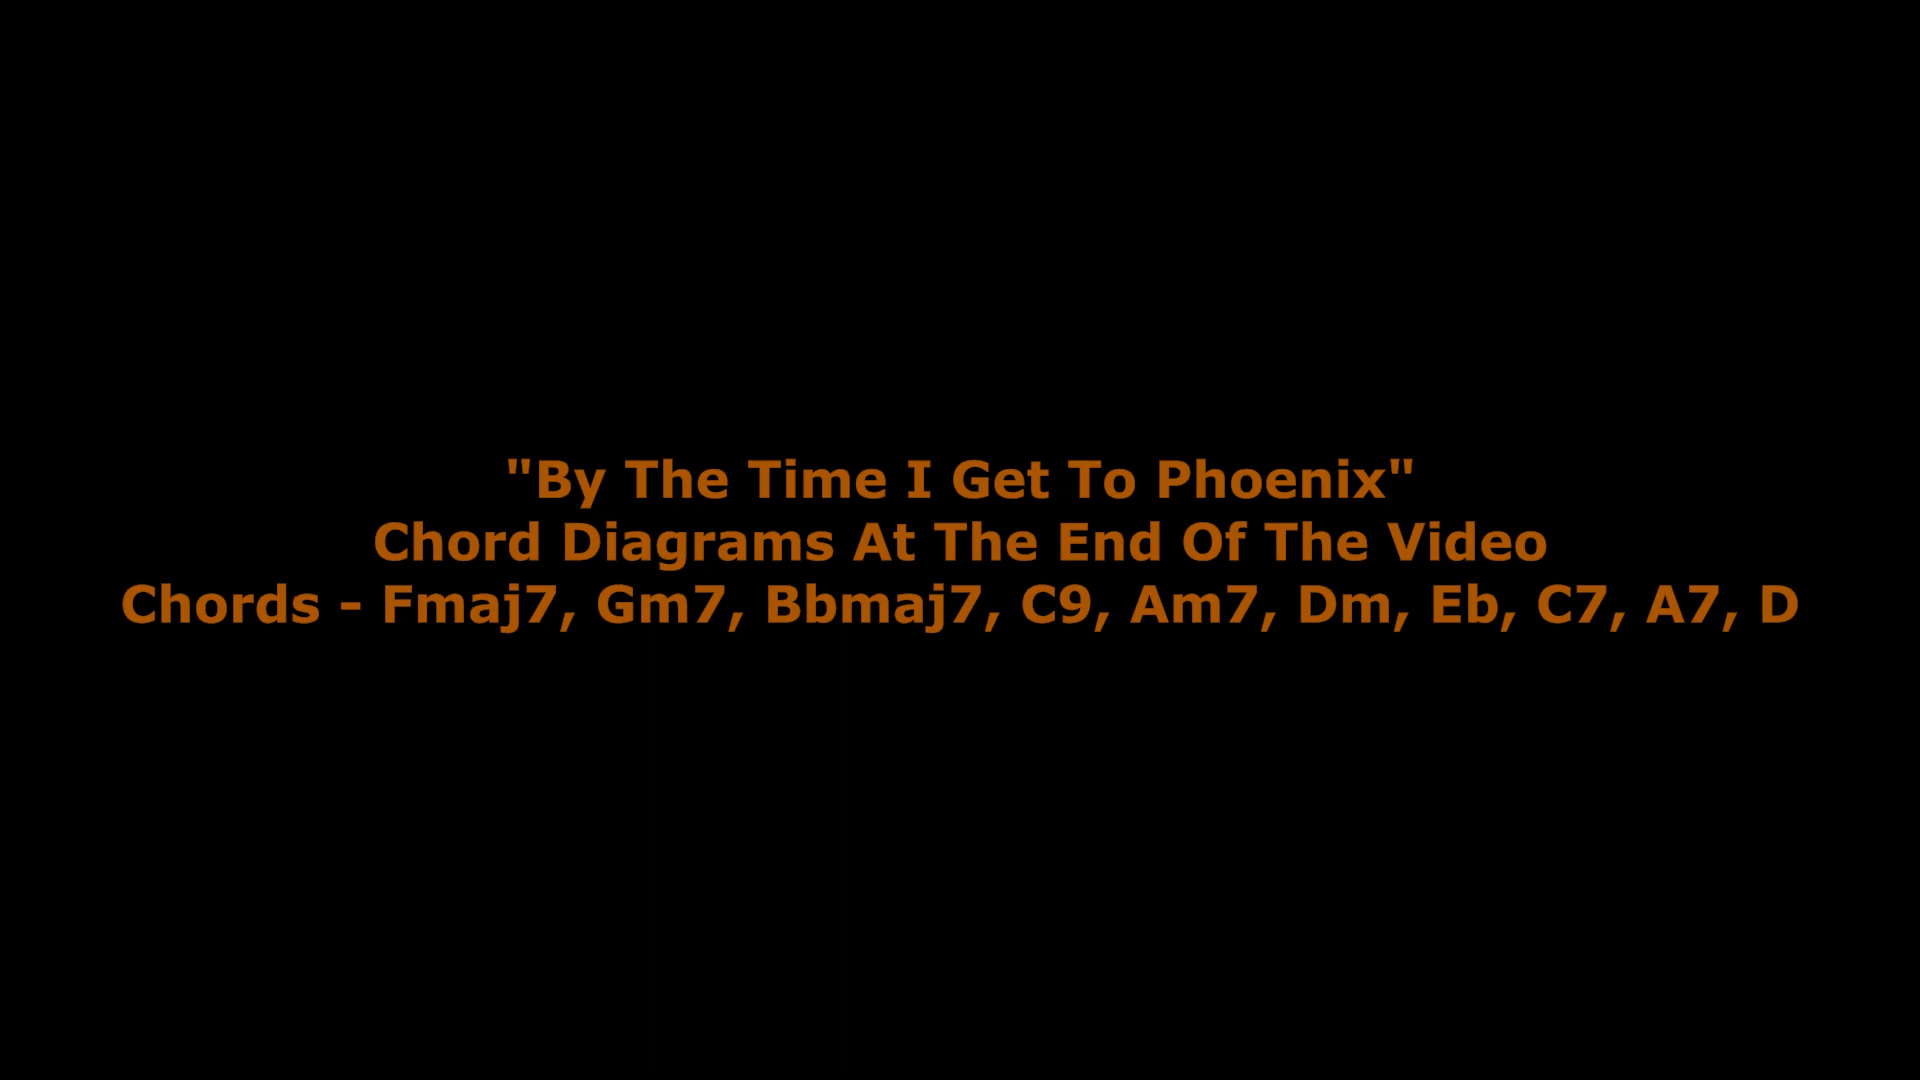 "By The Time I Get To Phoenix"
Chord Diagrams At The End Of The Video
Chords - Fmaj7, Gm7, Bbmaj7, C9, Am7, Dm, Eb, C7, A7, D